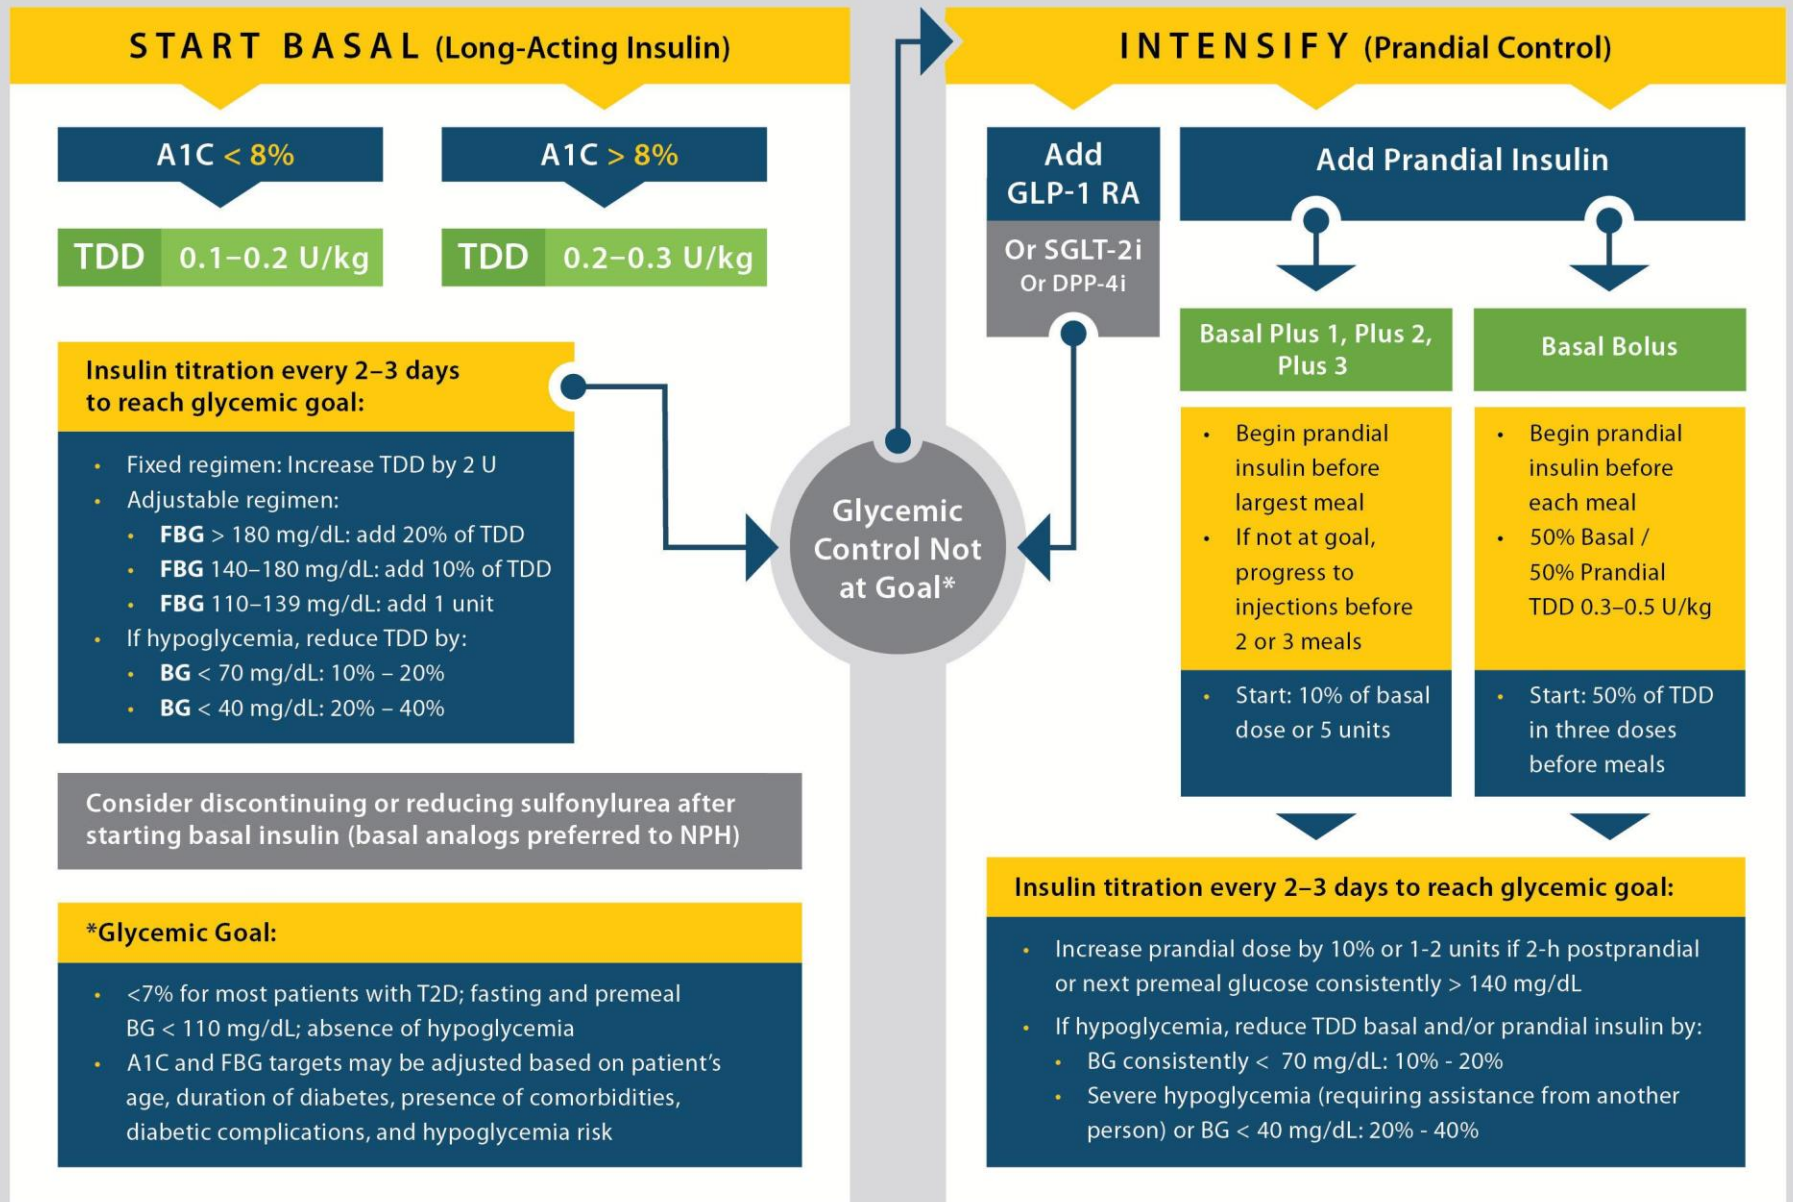 START BASAL (Long-Acting Insulin)
A1C < 8%
A1C > 8%
TDD 0.1–0.2 U/kg
TDD 0.2–0.3 U/kg
Insulin titration every 2–3 days
to reach glycemic goal:
• Fixed regimen: Increase TDD by 2 U
• Adjustable regimen:
• FBG > 180 mg/dL: add 20% of TDD
• FBG 140–180 mg/dL: add 10% of TDD
• FBG 110–139 mg/dL: add 1 unit
• If hypoglycemia, reduce TDD by:
• BG < 70 mg/dL: 10% – 20%
• BG < 40 mg/dL: 20% – 40%
Consider discontinuing or reducing sulfonylurea after
starting basal insulin (basal analogs preferred to NPH)
*Glycemic Goal:
• <7% for most patients with T2D; fasting and premeal
BG < 110 mg/dL; absence of hypoglycemia
• A1C and FBG targets may be adjusted based on patient’s
age, duration of diabetes, presence of comorbidities,
diabetic complications, and hypoglycemia risk
Glycemic
Control Not
at Goal*
INTENSIFY (Prandial Control)
Add
GLP-1 RA
Or SGLT-2i
Or DPP-4i
Add Prandial Insulin
Basal Plus 1, Plus 2,
Plus 3
• Begin prandial
insulin before
largest meal
• If not at goal,
progress to
injections before
2 or 3 meals
• Start: 10% of basal
dose or 5 units
Basal Bolus
• Begin prandial
insulin before
each meal
• 50% Basal /
50% Prandial
TDD 0.3–0.5 U/kg
• Start: 50% of TDD
in three doses
before meals
Insulin titration every 2–3 days to reach glycemic goal:
• Increase prandial dose by 10% or 1-2 units if 2-h postprandial
or next premeal glucose consistently > 140 mg/dL
• If hypoglycemia, reduce TDD basal and/or prandial insulin by:
• BG consistently < 70 mg/dL: 10% - 20%
• Severe hypoglycemia (requiring assistance from another
person) or BG < 40 mg/dL: 20% - 40%